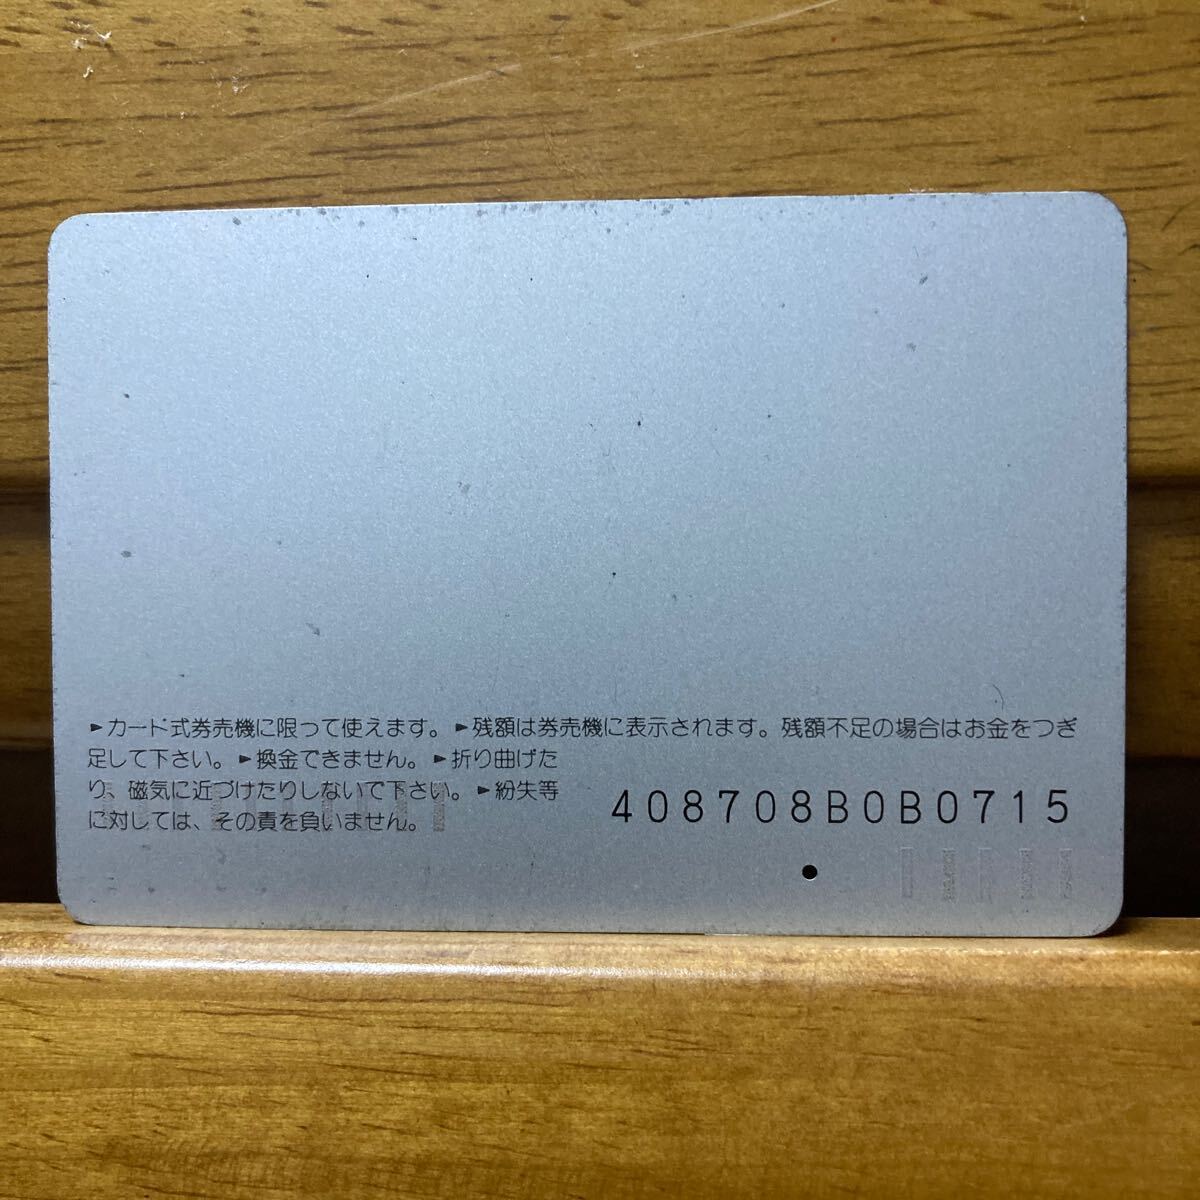 ►カード式券売機に限って使えます。►残額は券売機に表示されます。残額不足の場合はお金をつぎ
足して下さい。►換金できません。►折り曲げた
り、磁気に近づけたりしないで下さい。►紛失等
に対しては、その責を負いません。
408708B0B0715